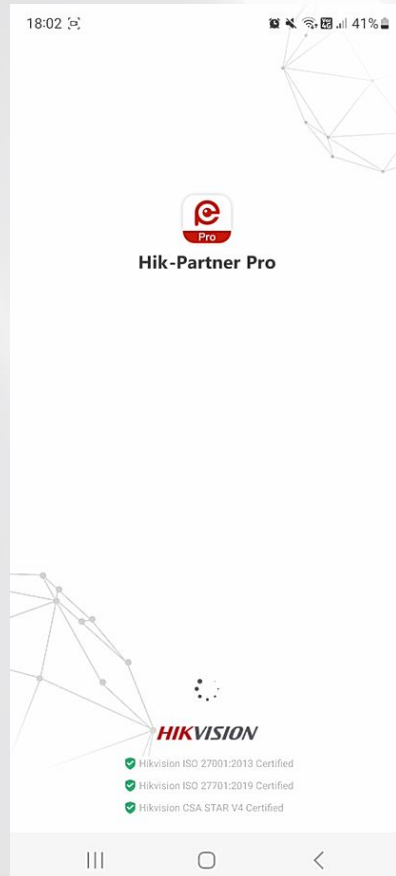 18:02
41%
Pro
Hik-Partner Pro
HIKVISION
Hikvision ISO 27001:2013 Certified
Hikvision ISO 27701:2019 Certified
Hikvision CSA STAR V4 Certified